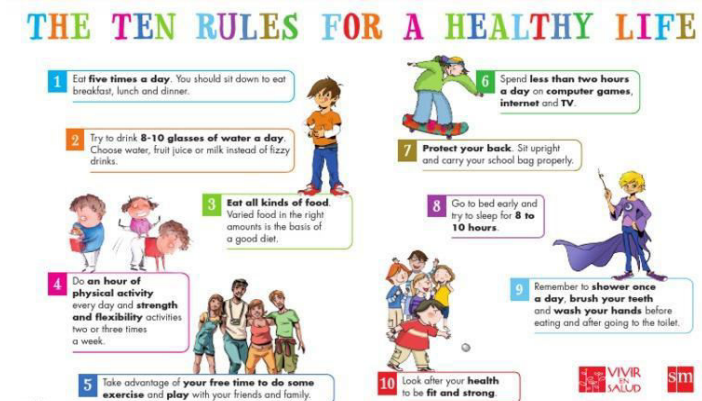 THE TEN RULES FOR A HEALTHY LIFE
1 Eat five times a day. You should sit down to eat
breakfast, lunch and dinner.
2 Try to drink 8-10 glasses of water a day.
Choose water, fruit juice or milk instead of fizzy
drinks.
3 Eat all kinds of food.
Varied food in the right
amounts is the basis of
a good diet.
4 Do an hour of
physical activity
every day and strength
and flexibility activities
two or three times
a week.
5 Take advantage of your free time to do some
exercise and play with your friends and family.
6 Spend less than two hours
a day on computer games,
internet and TV.
7 Protect your back. Sit upright
and carry your school bag properly.
8 Go to bed early and
try to sleep for 8 to
10 hours.
9 Remember to shower once
a day, brush your teeth
and wash your hands before
eating and after going to the toilet.
10 Look after your health
to be fit and strong.
VIVIR
EN
SALUD
sm